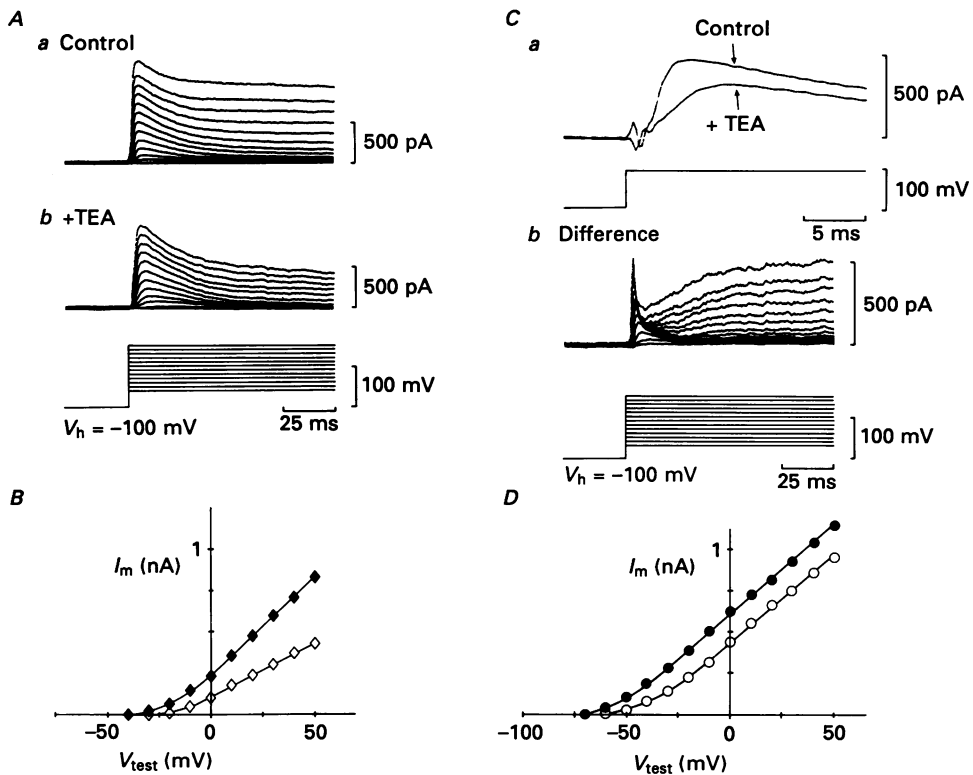 A
a Control
500 pA
b +TEA
500 pA
100 mV
Vh = −100 mV
25 ms
C
a
Control
+ TEA
500 pA
100 mV
5 ms
b Difference
500 pA
100 mV
Vh = −100 mV
25 ms
B
Im (nA)
1
−50
0
50
Vtest (mV)
D
Im (nA)
1
−100
−50
0
50
Vtest (mV)